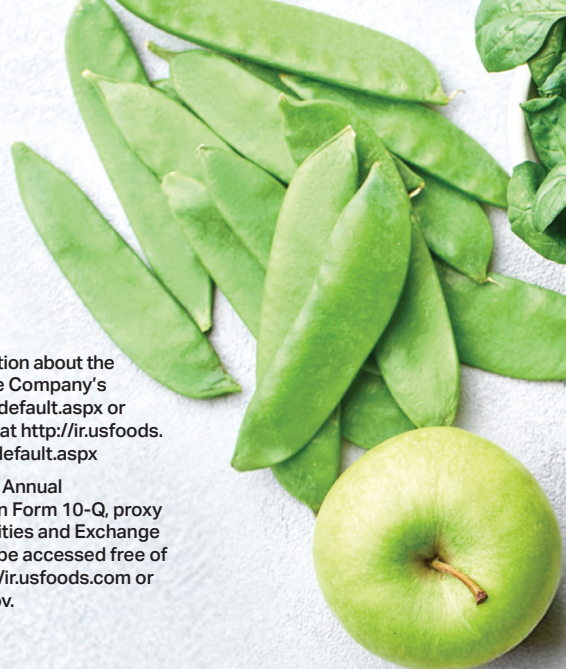 tion about the
e Company's
default.aspx or
at http://ir.usfoods.
default.aspx
Annual
n Form 10-Q, proxy
ities and Exchange
be accessed free of
/ir.usfoods.com or
ov.